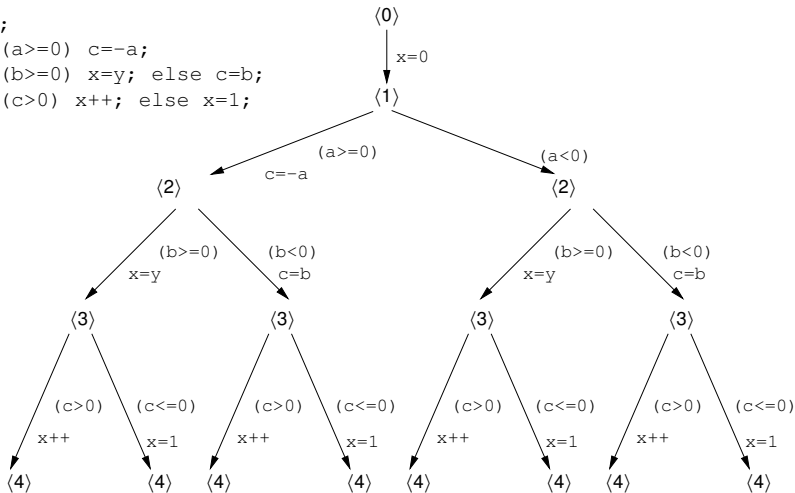 ;
(a>=0) c=-a;
(b>=0) x=y; else c=b;
(c>0) x++; else x=1;
⟨0⟩
x=0
⟨1⟩
(a>=0) (a<0)
c=-a
⟨2⟩ ⟨2⟩
(b>=0) (b<0) (b>=0) (b<0)
x=y c=b x=y c=b
⟨3⟩ ⟨3⟩ ⟨3⟩ ⟨3⟩
(c>0) (c<=0) (c>0) (c<=0) (c>0) (c<=0) (c>0) (c<=0)
x++ x=1 x++ x=1 x++ x=1 x++ x=1
⟨4⟩ ⟨4⟩ ⟨4⟩ ⟨4⟩ ⟨4⟩ ⟨4⟩ ⟨4⟩ ⟨4⟩